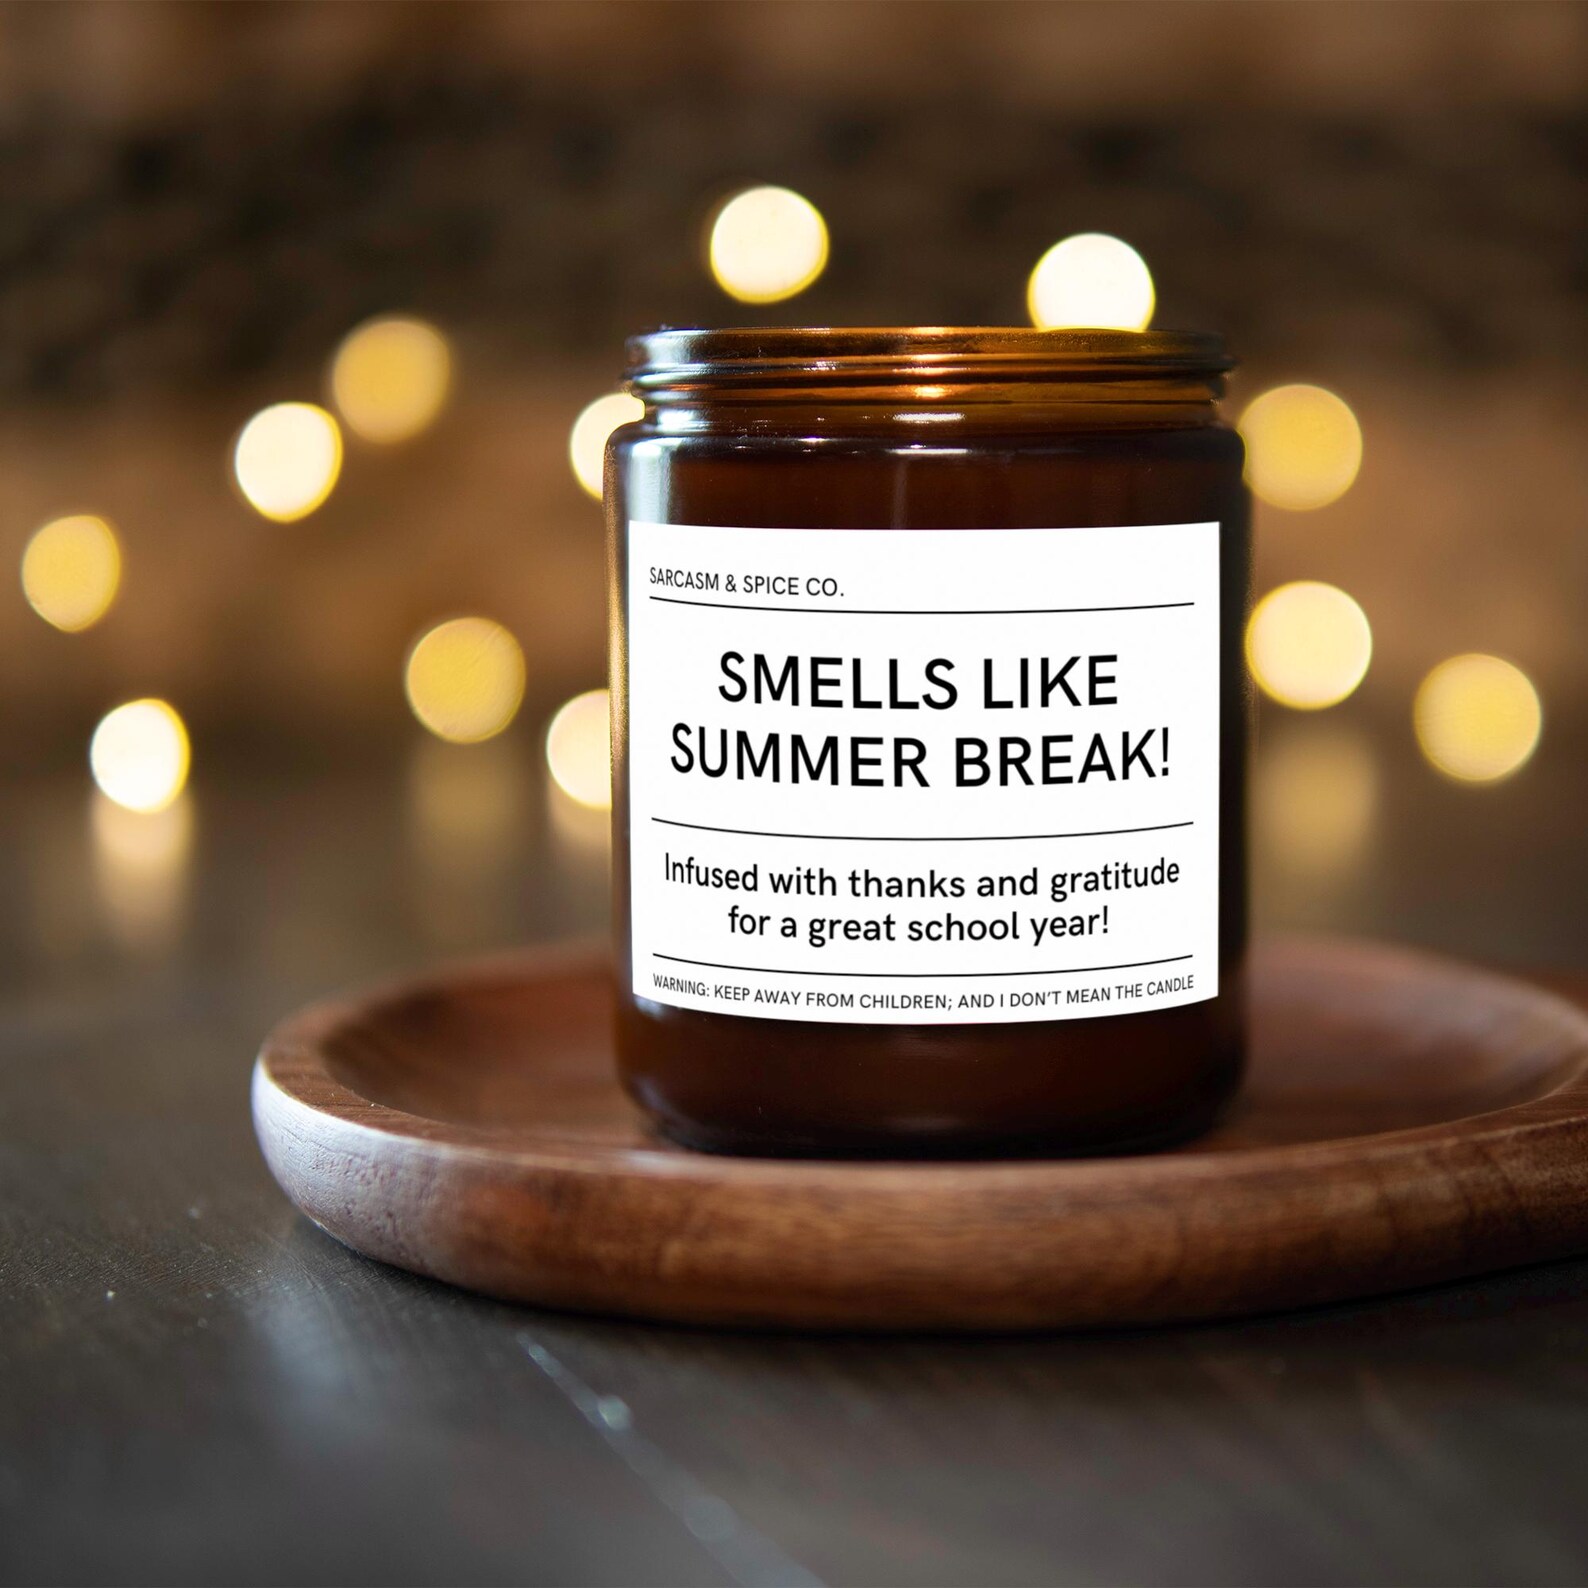 SARCASM & SPICE CO.
SMELLS LIKE
SUMMER BREAK!
Infused with thanks and gratitude
for a great school year!
WARNING: KEEP AWAY FROM CHILDREN; AND I DON'T MEAN THE CANDLE